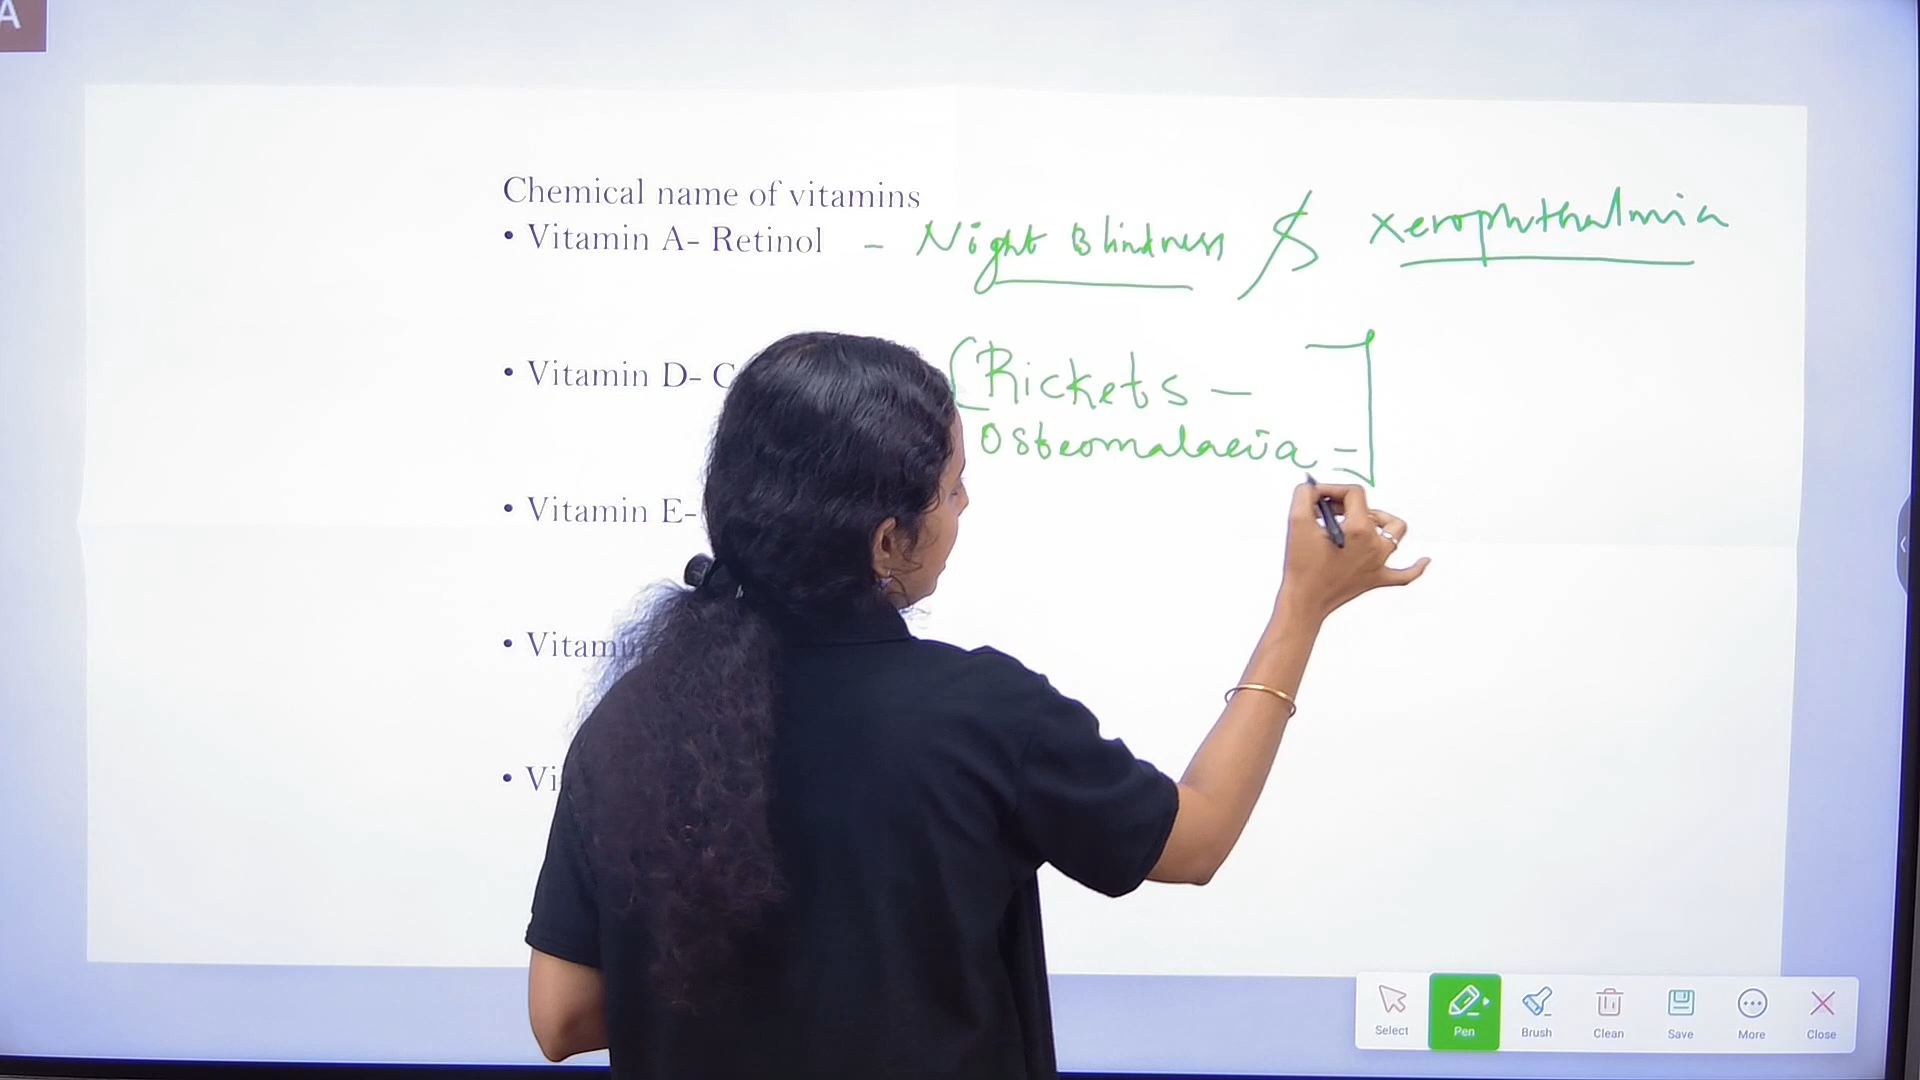 A
Chemical name of vitamins
• Vitamin A- Retinol - Night Blindness & Xerophthalmia
• Vitamin D- C Rickets -
Osteomalacia =
• Vitamin E-
• Vitam
• Vi
Select Pen Brush Clean Save More Close